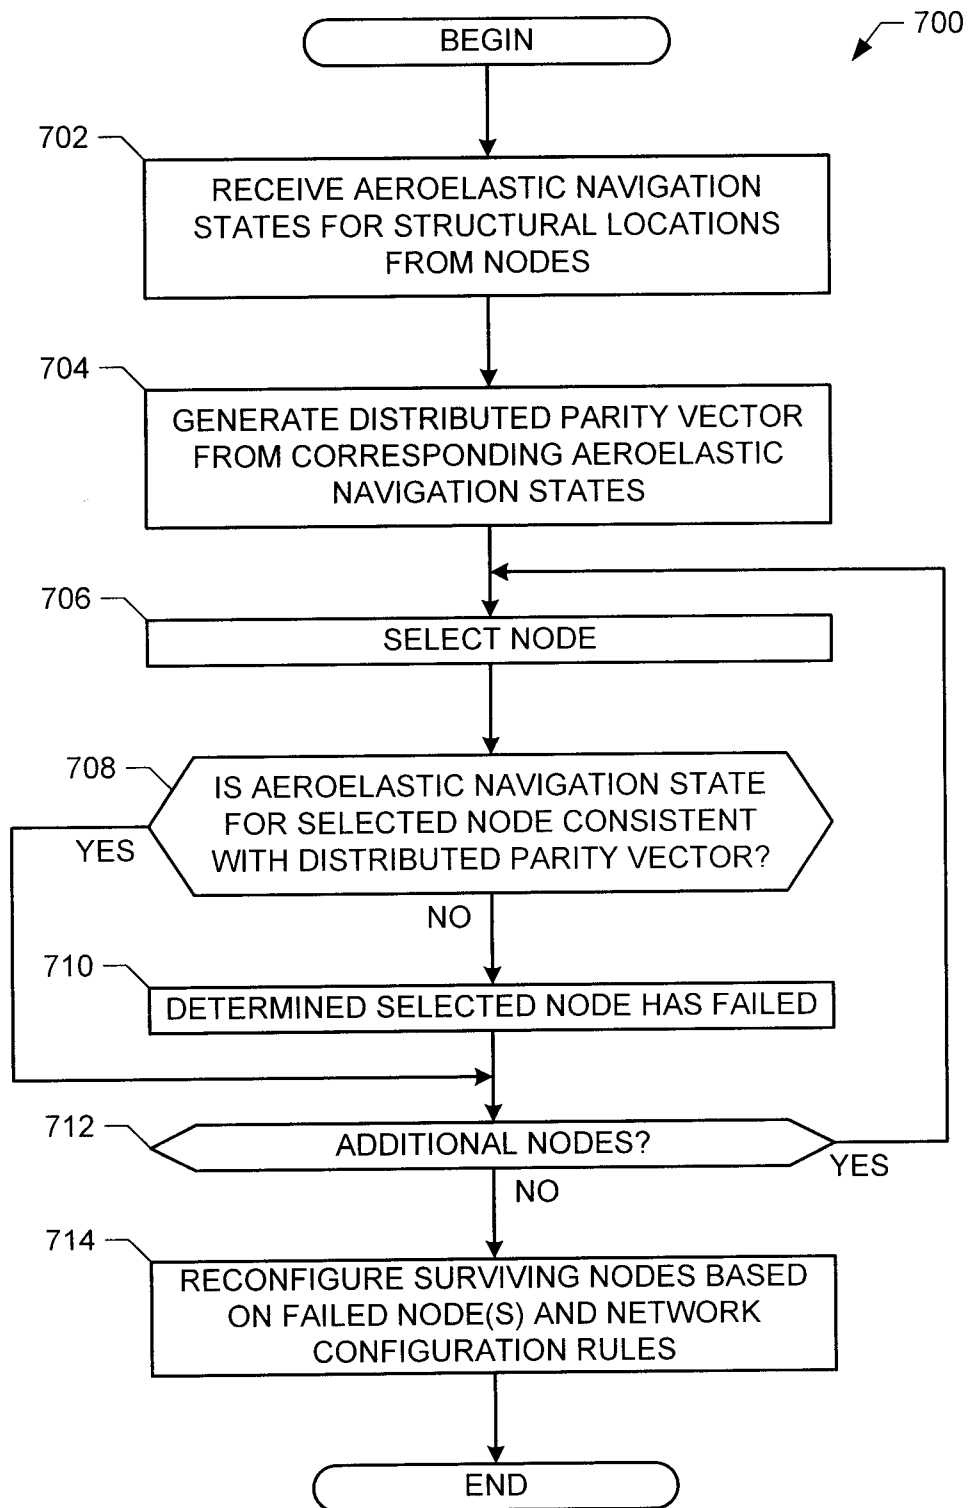 BEGIN
700
702
RECEIVE AEROELASTIC NAVIGATION
STATES FOR STRUCTURAL LOCATIONS
FROM NODES
704
GENERATE DISTRIBUTED PARITY VECTOR
FROM CORRESPONDING AEROELASTIC
NAVIGATION STATES
706
SELECT NODE
708
IS AEROELASTIC NAVIGATION STATE
FOR SELECTED NODE CONSISTENT
WITH DISTRIBUTED PARITY VECTOR?
YES
NO
710
DETERMINED SELECTED NODE HAS FAILED
712
ADDITIONAL NODES?
YES
NO
714
RECONFIGURE SURVIVING NODES BASED
ON FAILED NODE(S) AND NETWORK
CONFIGURATION RULES
END